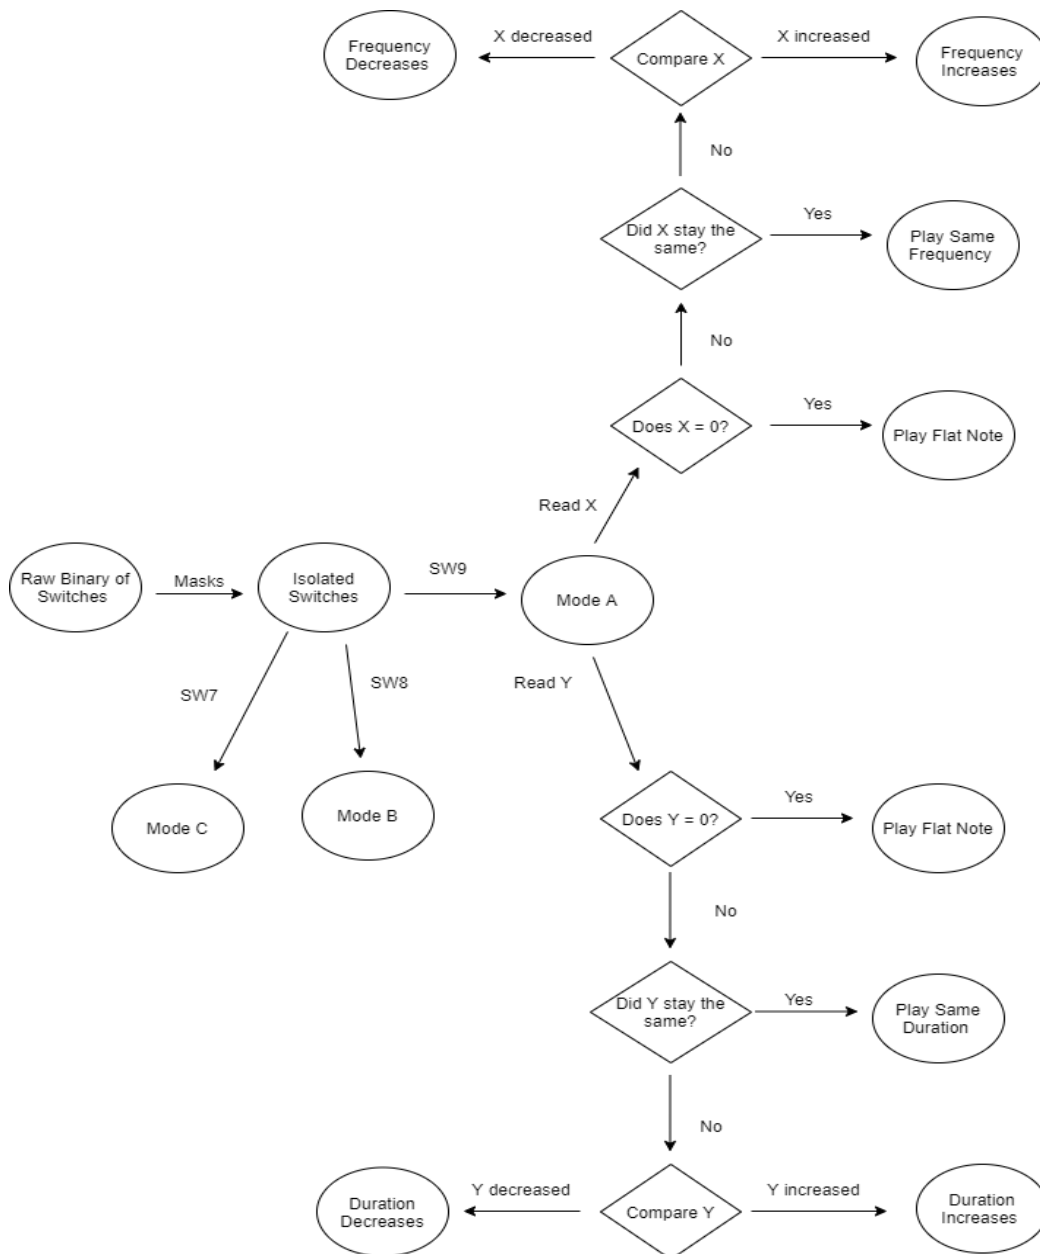 Frequency
Decreases
X decreased
Compare X
X increased
Frequency
Increases
No
Did X stay the
same?
Yes
Play Same
Frequency
No
Does X = 0?
Yes
Play Flat Note
Read X
Raw Binary of
Switches
Masks
Isolated
Switches
SW9
Mode A
SW7
SW8
Read Y
Mode C
Mode B
Does Y = 0?
Yes
Play Flat Note
No
Did Y stay the
same?
Yes
Play Same
Duration
No
Duration
Decreases
Y decreased
Compare Y
Y increased
Duration
Increases